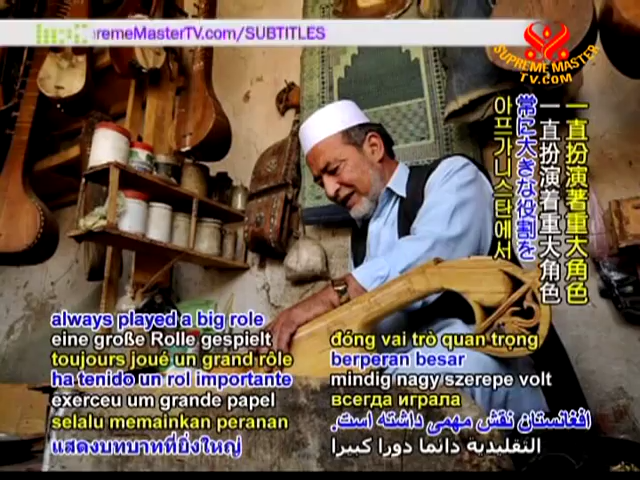 premeMasterTV.com/SUBTITLES
SUPREME MASTER
TV.COM
一直扮演著重大角色
一直扮演着重大角色
常に大きな役割を
아프가니스탄에서
always played a big role
eine große Rolle gespielt
toujours joué un grand rôle
ha tenido un rol importante
exerceu um grande papel
selalu memainkan peranan
แสดงบทบาทที่ยิ่งใหญ่
đóng vai trò quan trọng
berperan besar
mindig nagy szerepe volt
всегда играла
افغانستان نقش مهمی داشته است.
التقليدية دائما دورا كبيرا